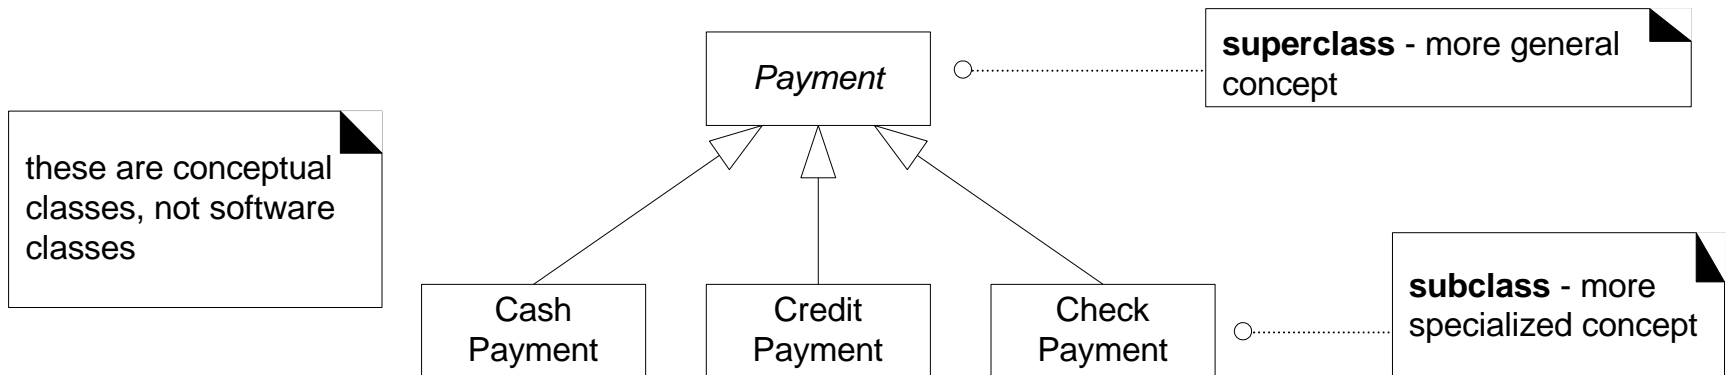 Payment
superclass - more general
concept
these are conceptual
classes, not software
classes
Cash
Payment
Credit
Payment
Check
Payment
subclass - more
specialized concept